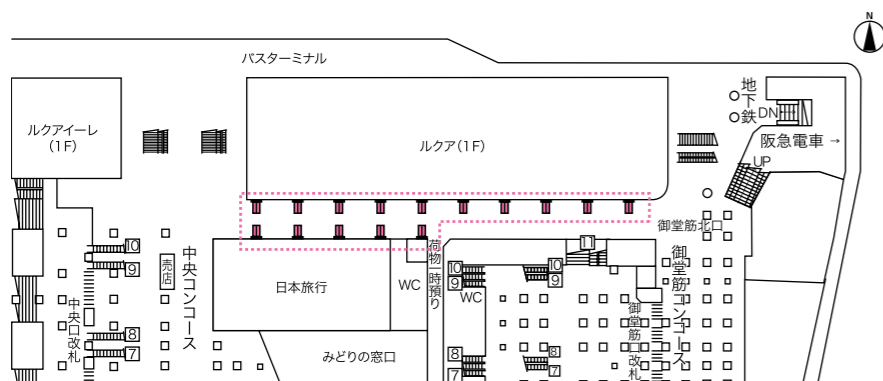 N
バスターミナル
ルクアイーレ
(1F)
ルクア(1F)
地下鉄
DN
阪急電車 →
UP
御堂筋北口
中央コンコース
売店
中央口改札
10
9
8
7
日本旅行
WC
荷物一時預り
みどりの窓口
11
10
9
WC
10
9
8
7
8
7
御堂筋コンコース
御堂筋口改札